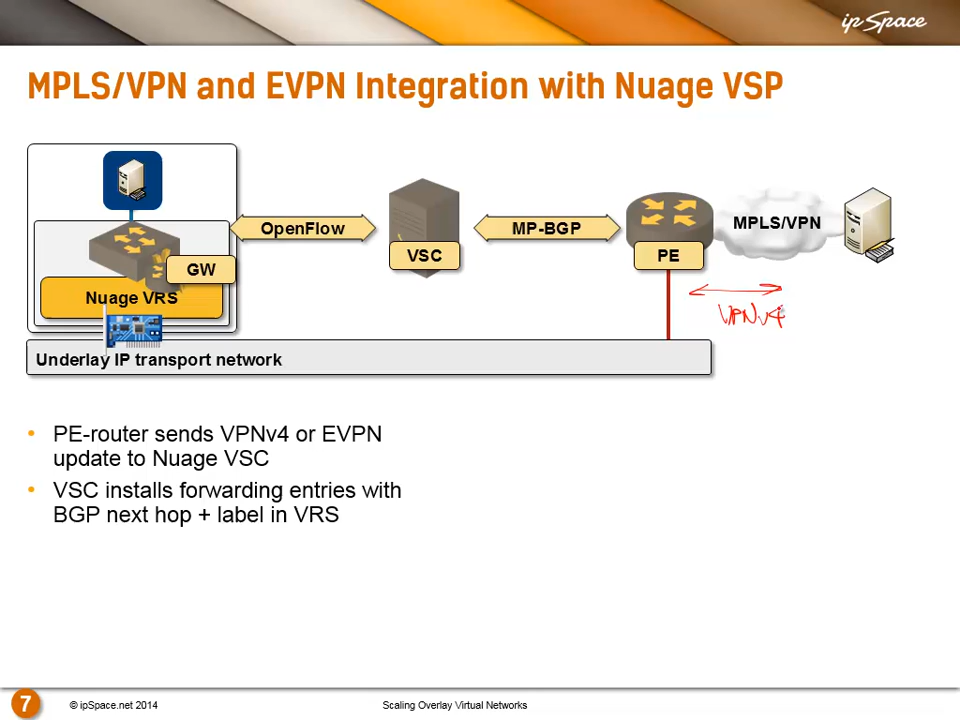 ipSpace
MPLS/VPN and EVPN Integration with Nuage VSP
OpenFlow
MP-BGP
MPLS/VPN
VSC
PE
GW
Nuage VRS
VPNv4
Underlay IP transport network
• PE-router sends VPNv4 or EVPN
update to Nuage VSC
• VSC installs forwarding entries with
BGP next hop + label in VRS
7
© ipSpace.net 2014
Scaling Overlay Virtual Networks